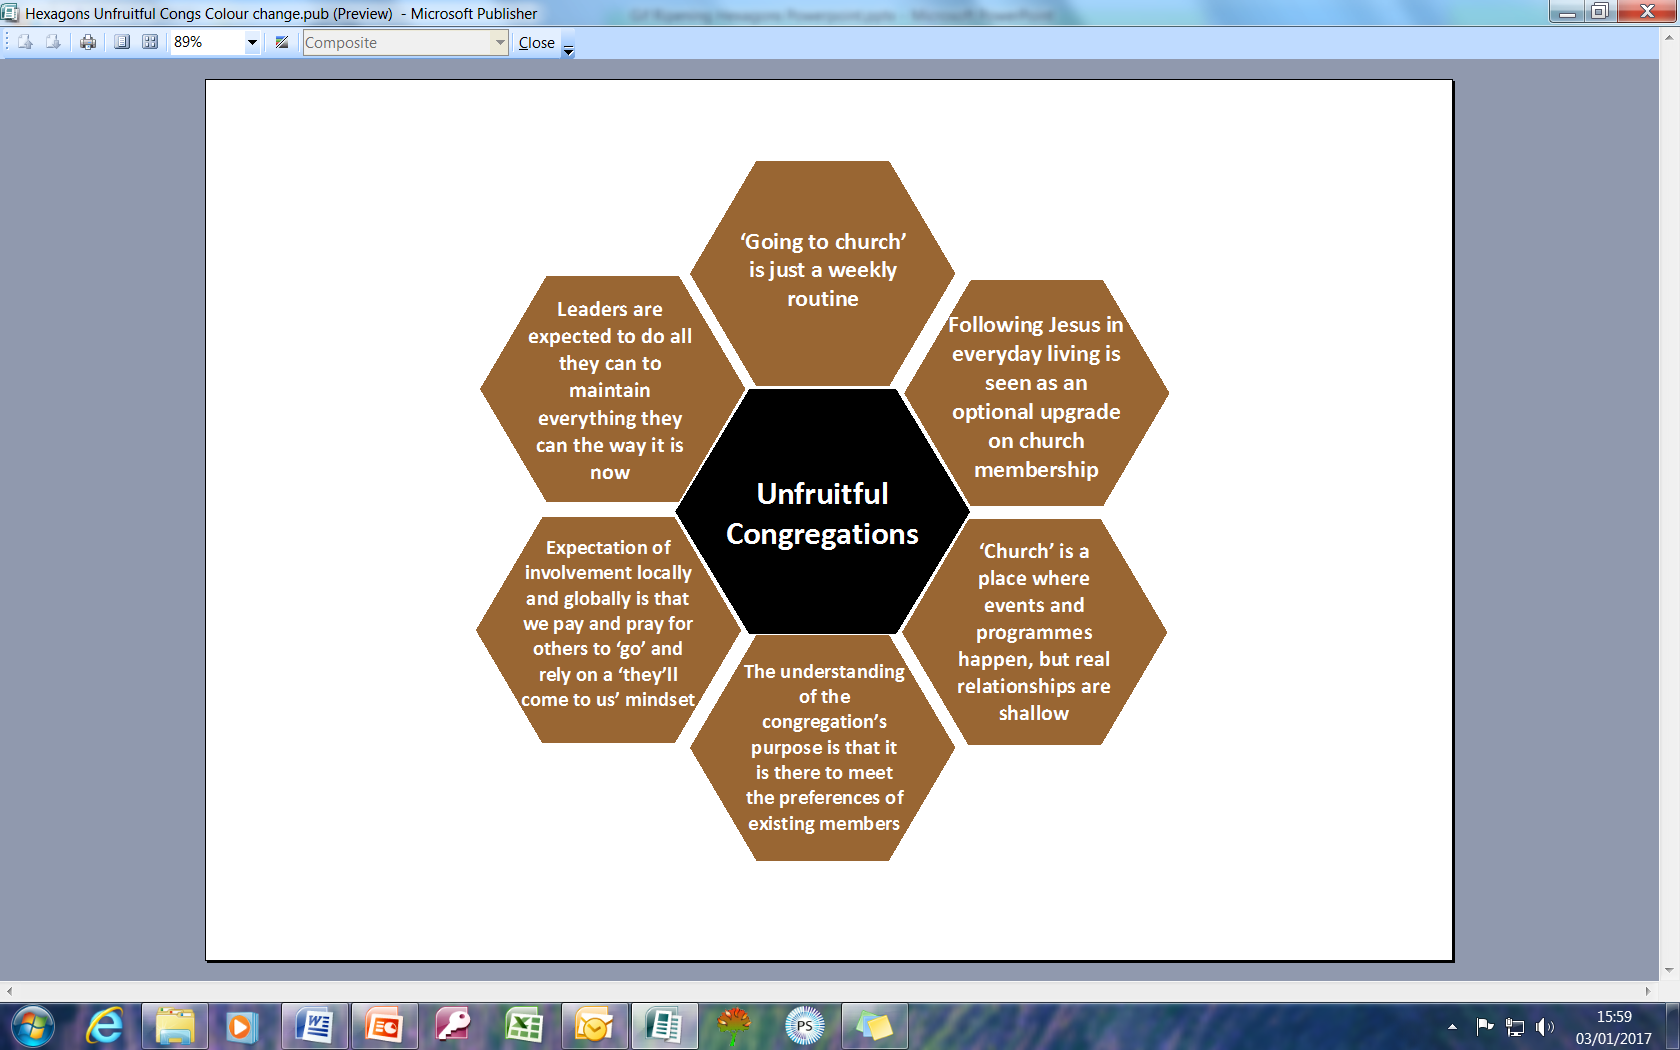 Hexagons Unfruitful Congs Colour change.pub (Preview) - Microsoft Publisher
89%
Composite
Close
‘Going to church’
is just a weekly
routine
Following Jesus in
everyday living is
seen as an
optional upgrade
on church
membership
‘Church’ is a
place where
events and
programmes
happen, but real
relationships are
shallow
The understanding
of the
congregation’s
purpose is that it
is there to meet
the preferences of
existing members
Expectation of
involvement locally
and globally is that
we pay and pray for
others to ‘go’ and
rely on a ‘they’ll
come to us’ mindset
Leaders are
expected to do all
they can to
maintain
everything they
can the way it is
now
Unfruitful
Congregations
PS
15:59
03/01/2017